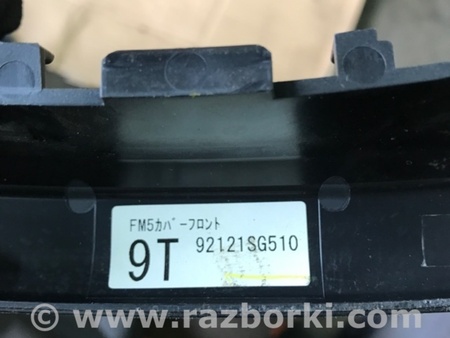 FM5ｶﾊﾞｰﾌﾛﾝﾄ
9T 92121SG510
© www.razborki.com